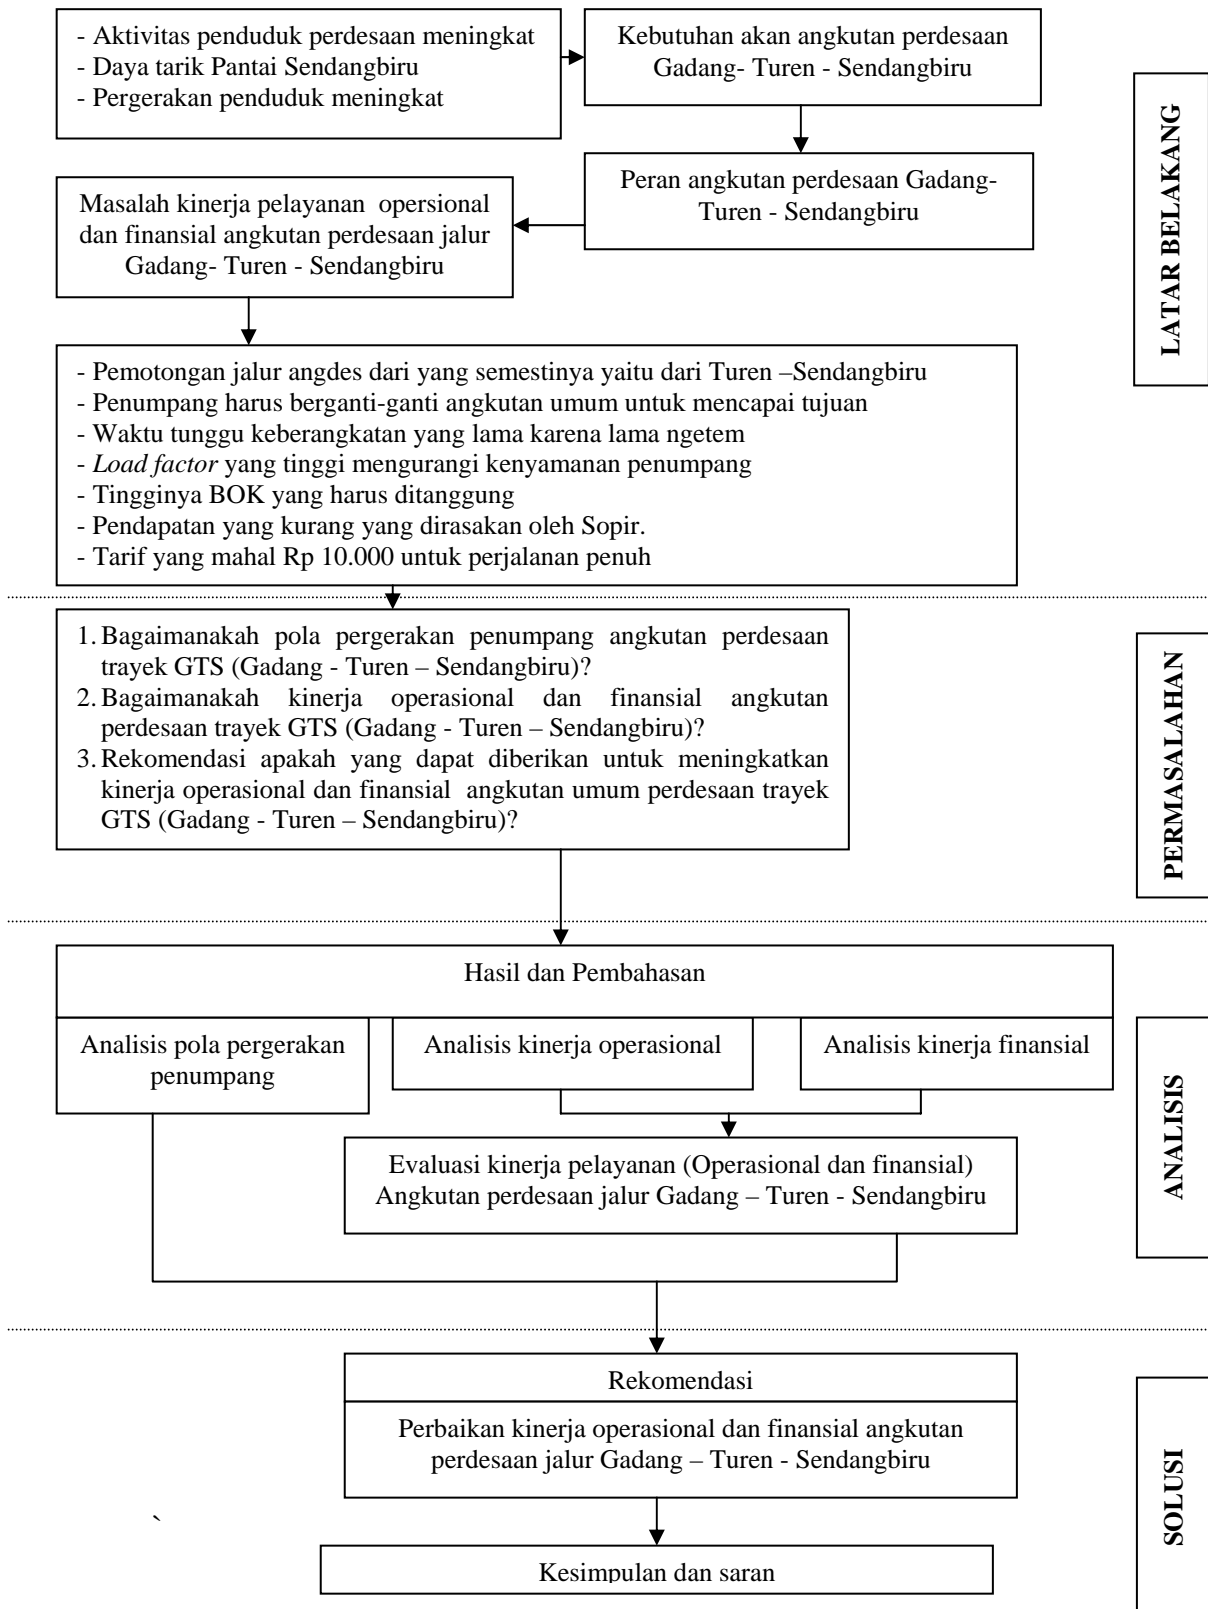 - Aktivitas penduduk perdesaan meningkat
- Daya tarik Pantai Sendangbiru
- Pergerakan penduduk meningkat
Kebutuhan akan angkutan perdesaan
Gadang- Turen - Sendangbiru
Peran angkutan perdesaan Gadang-
Turen - Sendangbiru
Masalah kinerja pelayanan  opersional
dan finansial angkutan perdesaan jalur
Gadang- Turen - Sendangbiru
- Pemotongan jalur angdes dari yang semestinya yaitu dari Turen –Sendangbiru
- Penumpang harus berganti-ganti angkutan umum untuk mencapai tujuan
- Waktu tunggu keberangkatan yang lama karena lama ngetem
- Load factor yang tinggi mengurangi kenyamanan penumpang
- Tingginya BOK yang harus ditanggung
- Pendapatan yang kurang yang dirasakan oleh Sopir.
- Tarif yang mahal Rp 10.000 untuk perjalanan penuh
LATAR BELAKANG
1. Bagaimanakah pola pergerakan penumpang angkutan perdesaan
trayek GTS (Gadang - Turen – Sendangbiru)?
2. Bagaimanakah kinerja operasional dan finansial angkutan
perdesaan trayek GTS (Gadang - Turen – Sendangbiru)?
3. Rekomendasi apakah yang dapat diberikan untuk meningkatkan
kinerja operasional dan finansial  angkutan umum perdesaan trayek
GTS (Gadang - Turen – Sendangbiru)?
PERMASALAHAN
Hasil dan Pembahasan
Analisis pola pergerakan
penumpang
Analisis kinerja operasional
Analisis kinerja finansial
Evaluasi kinerja pelayanan (Operasional dan finansial)
Angkutan perdesaan jalur Gadang – Turen - Sendangbiru
ANALISIS
Rekomendasi
Perbaikan kinerja operasional dan finansial angkutan
perdesaan jalur Gadang – Turen - Sendangbiru
`
Kesimpulan dan saran
SOLUSI